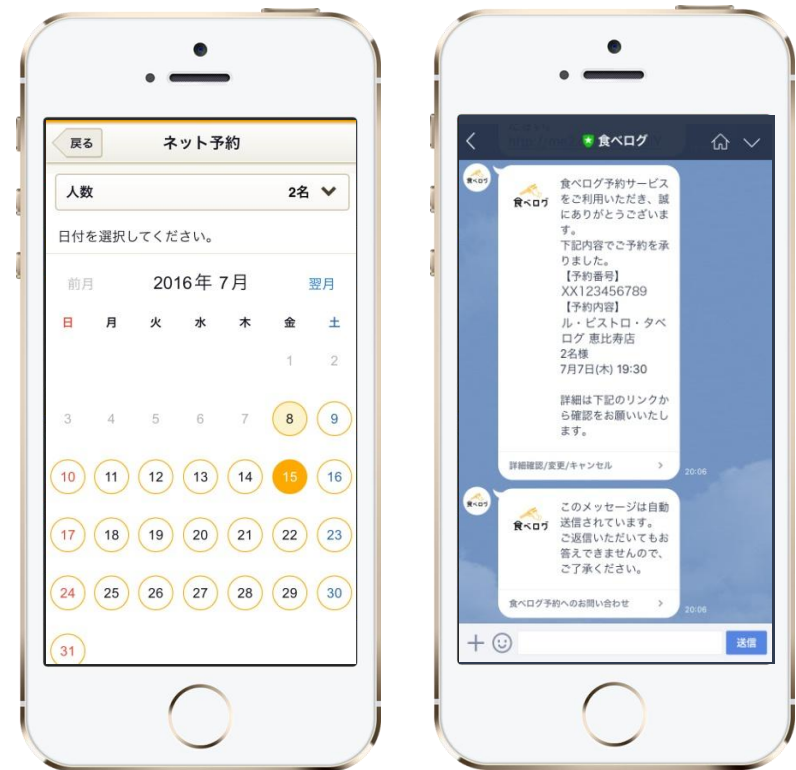 戻る
ネット予約
人数
2名
日付を選択してください。
前月
2016年 7月
翌月
日 月 火 水 木 金 土
1 2
3 4 5 6 7 8 9
10 11 12 13 14 15 16
17 18 19 20 21 22 23
24 25 26 27 28 29 30
31
食べログ
食べログ
食べログ
食べログ予約サービス
をご利用いただき、誠
にありがとうございま
す。
下記内容でご予約を承
りました。
【予約番号】
XX123456789
【予約内容】
ル・ビストロ・タベ
ログ 恵比寿店
2名様
7月7日(木) 19:30
詳細は下記のリンクか
ら確認をお願いいたし
ます。
詳細確認/変更/キャンセル
20:06
食べログ
食べログ
このメッセージは自動
送信されています。
ご返信いただいてもお
答えできませんので、
ご了承ください。
食べログ予約へのお問い合わせ
20:06
送信